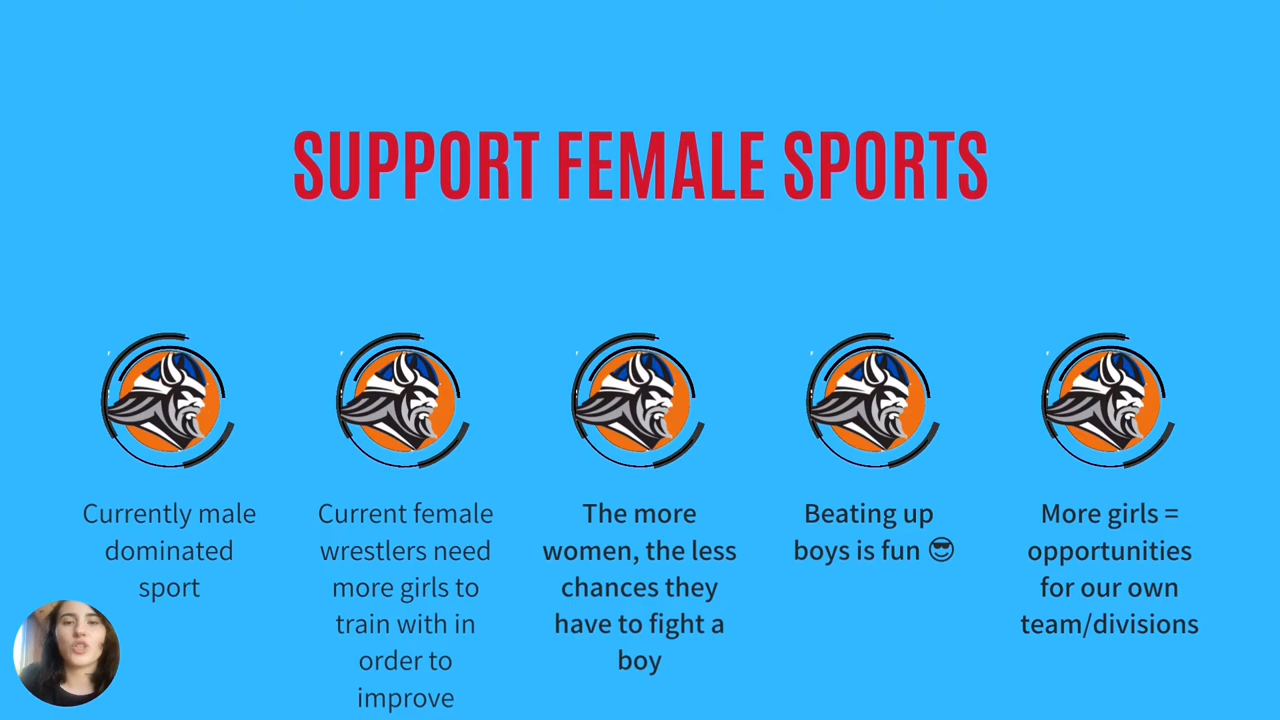 SUPPORT FEMALE SPORTS
Currently male
dominated
sport
Current female
wrestlers need
more girls to
train with in
order to
improve
The more
women, the less
chances they
have to fight a
boy
Beating up
boys is fun 😎
More girls =
opportunities
for our own
team/divisions